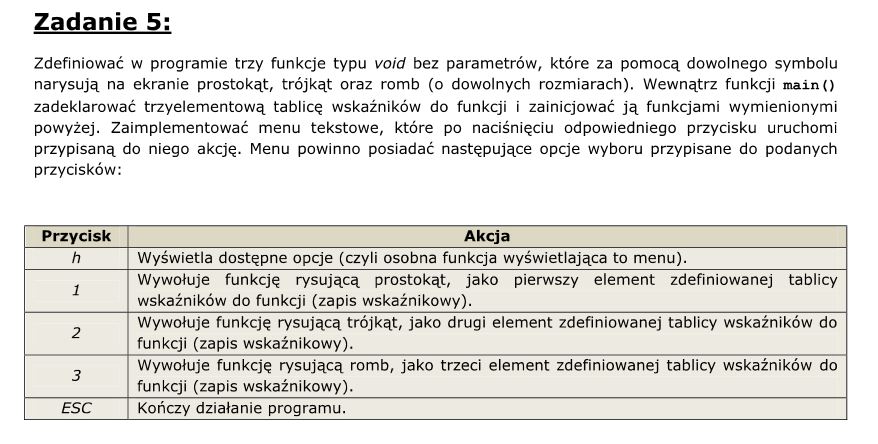 Zadanie 5:
Zdefiniować w programie trzy funkcje typu void bez parametrów, które za pomocą dowolnego symbolu
narysują na ekranie prostokąt, trójkąt oraz romb (o dowolnych rozmiarach). Wewnątrz funkcji main()
zadeklarować trzyelementową tablicę wskaźników do funkcji i zainicjować ją funkcjami wymienionymi
powyżej. Zaimplementować menu tekstowe, które po naciśnięciu odpowiedniego przycisku uruchomi
przypisaną do niego akcję. Menu powinno posiadać następujące opcje wyboru przypisane do podanych
przycisków:
Przycisk Akcja
h Wyświetla dostępne opcje (czyli osobna funkcja wyświetlająca to menu).
1 Wywołuje funkcję rysującą prostokąt, jako pierwszy element zdefiniowanej tablicy
wskaźników do funkcji (zapis wskaźnikowy).
2 Wywołuje funkcję rysującą trójkąt, jako drugi element zdefiniowanej tablicy wskaźników do
funkcji (zapis wskaźnikowy).
3 Wywołuje funkcję rysującą romb, jako trzeci element zdefiniowanej tablicy wskaźników do
funkcji (zapis wskaźnikowy).
ESC Kończy działanie programu.